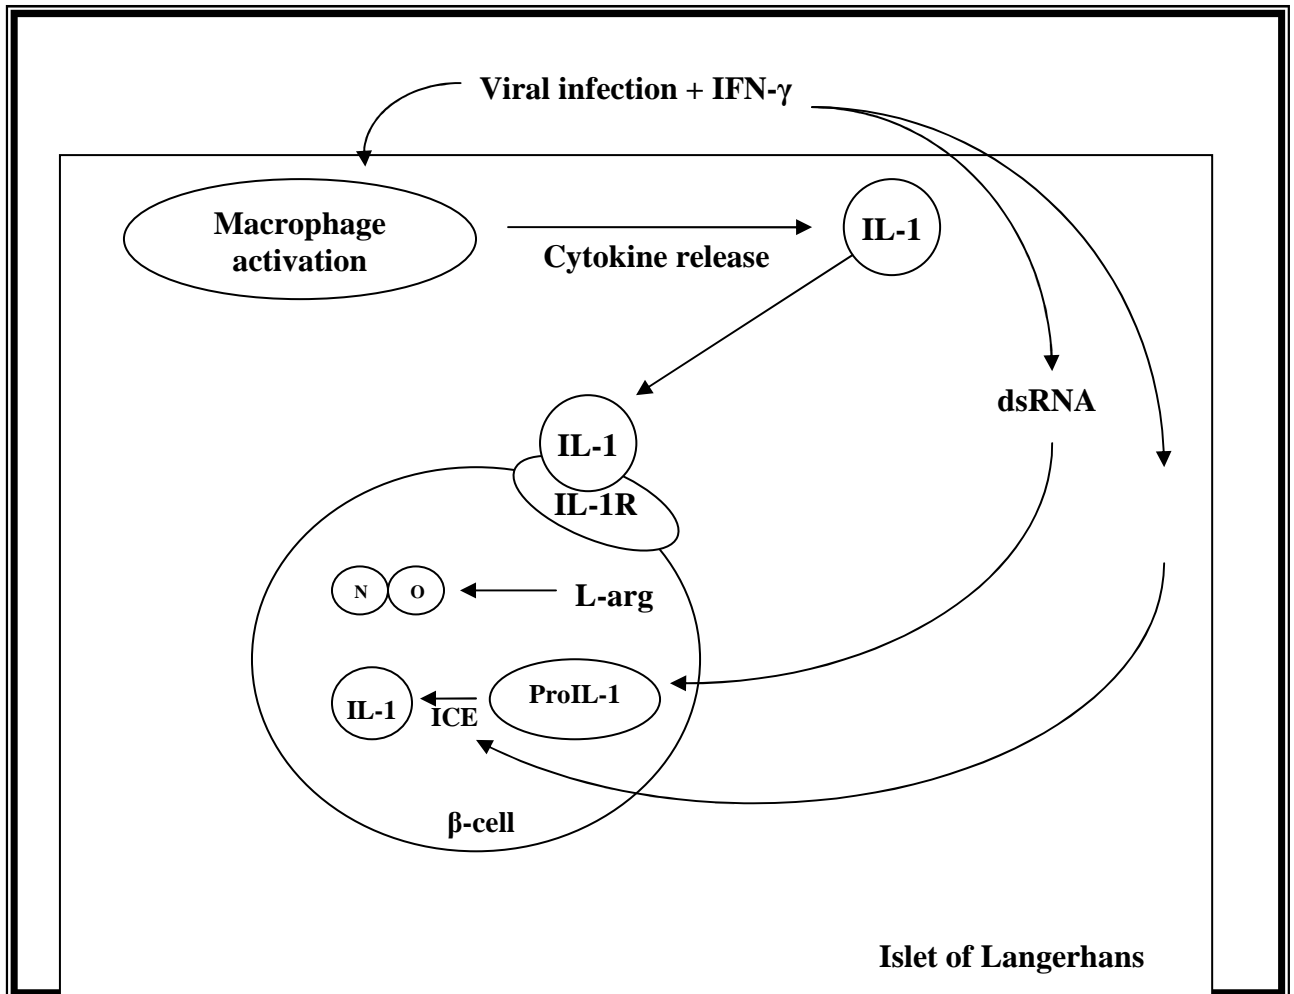 Viral infection + IFN-γ
Macrophage
activation
Cytokine release
IL-1
dsRNA
IL-1
IL-1R
N O
L-arg
IL-1
ICE
ProIL-1
β-cell
Islet of Langerhans